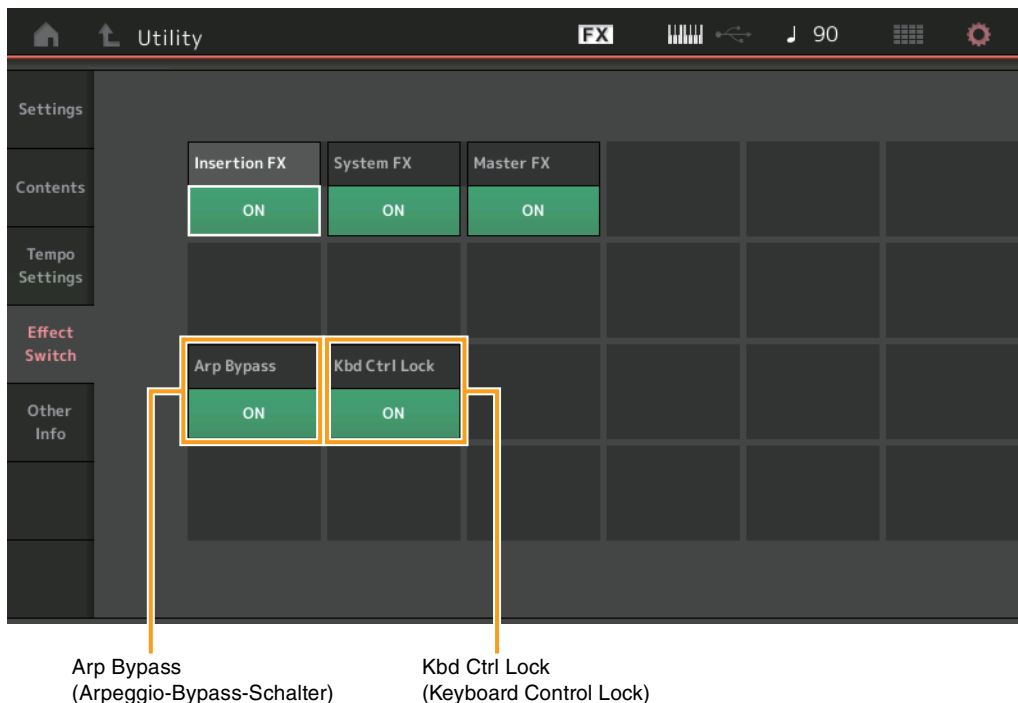 Utility
FX
90
Settings
Contents
Tempo
Settings
Effect
Switch
Other
Info
Insertion FX
System FX
Master FX
ON
ON
ON
Arp Bypass
Kbd Ctrl Lock
ON
ON
Arp Bypass
(Arpeggio-Bypass-Schalter)
Kbd Ctrl Lock
(Keyboard Control Lock)